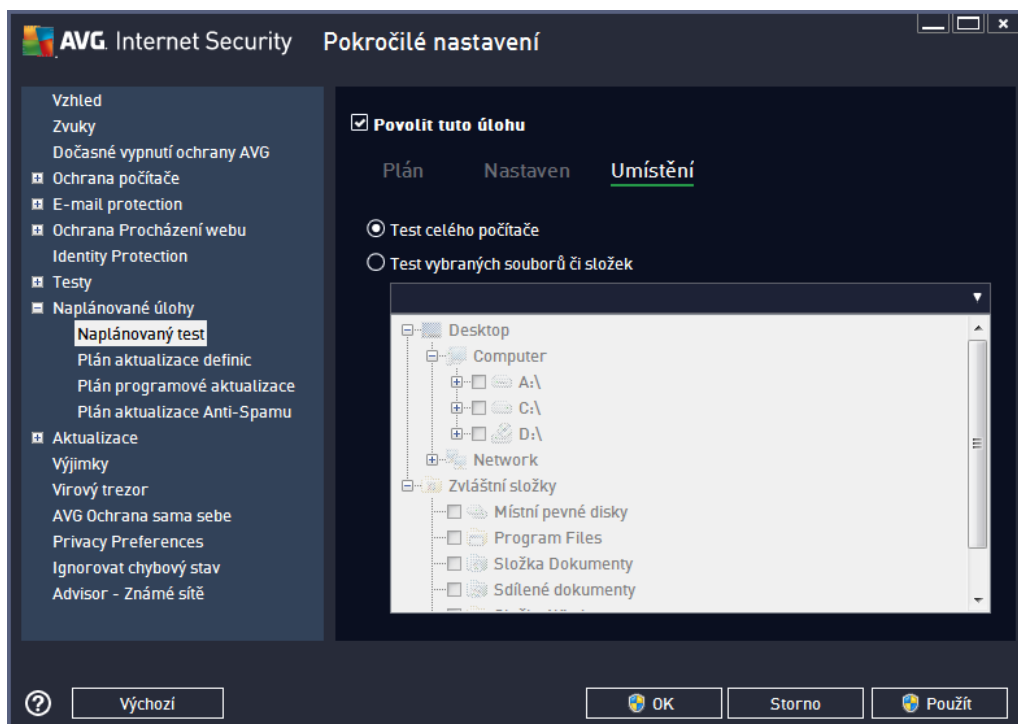 AVG. Internet Security
Pokročilé nastavení
Vzhled
Zvuky
Dočasné vypnutí ochrany AVG
Ochrana počítače
E-mail protection
Ochrana Procházení webu
Identity Protection
Testy
Naplánované úlohy
Naplánovaný test
Plán aktualizace definic
Plán programové aktualizace
Plán aktualizace Anti-Spamu
Aktualizace
Výjimky
Virový trezor
AVG Ochrana sama sebe
Privacy Preferences
Ignorovat chybový stav
Advisor - Známé sítě
Povolit tuto úlohu
Plán Nastaven Umístění
Test celého počítače
Test vybraných souborů či složek
Desktop
Computer
A:\
C:\
D:\
Network
Zvláštní složky
Místní pevné disky
Program Files
Složka Dokumenty
Sdílené dokumenty
Výchozí
OK
Storno
Použít